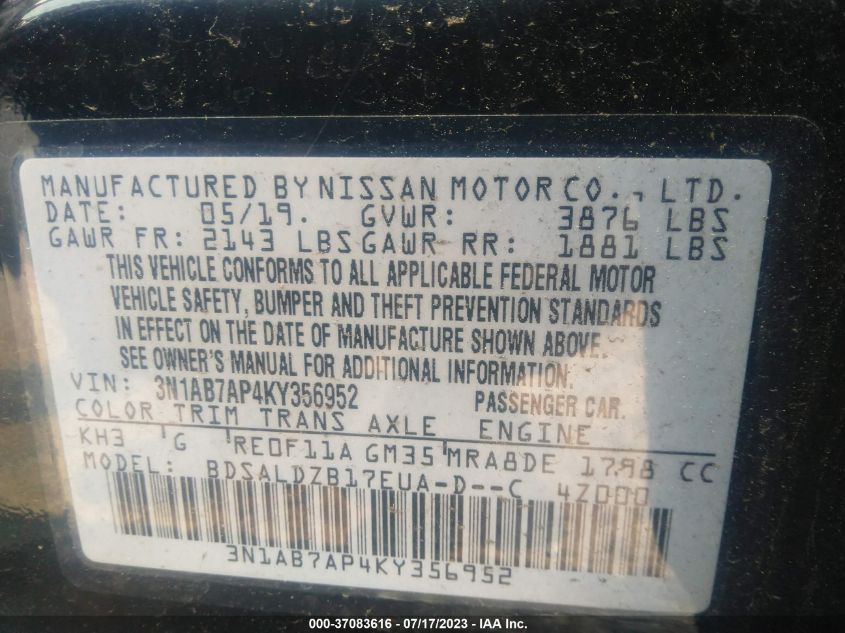 MANUFACTURED BY NISSAN MOTOR CO., LTD.
DATE: 05/19. GVWR: 3876 LBS
GAWR FR: 2143 LBS GAWR RR: 1881 LBS
THIS VEHICLE CONFORMS TO ALL APPLICABLE FEDERAL MOTOR
VEHICLE SAFETY, BUMPER AND THEFT PREVENTION STANDARDS
IN EFFECT ON THE DATE OF MANUFACTURE SHOWN ABOVE.
SEE OWNER'S MANUAL FOR ADDITIONAL INFORMATION.
VIN: 3N1AB7AP4KY356952 PASSENGER CAR.
COLOR TRIM TRANS AXLE ENGINE
KH3 G RE0F11A GM35 MRA8DE 1798 CC
MODEL: BDSALDZB17EUA-D--C 4Z000
3N1AB7AP4KY356952
000-37083616 - 07/17/2023 - IAA Inc.